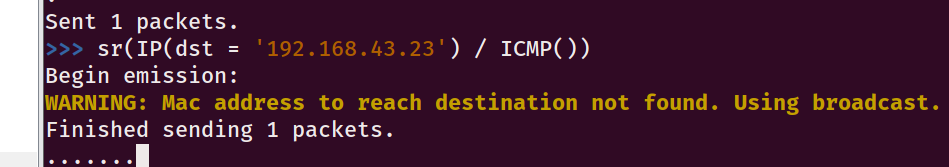 Sent 1 packets.
>>> sr(IP(dst = '192.168.43.23') / ICMP())
Begin emission:
WARNING: Mac address to reach destination not found. Using broadcast.
Finished sending 1 packets.
.......